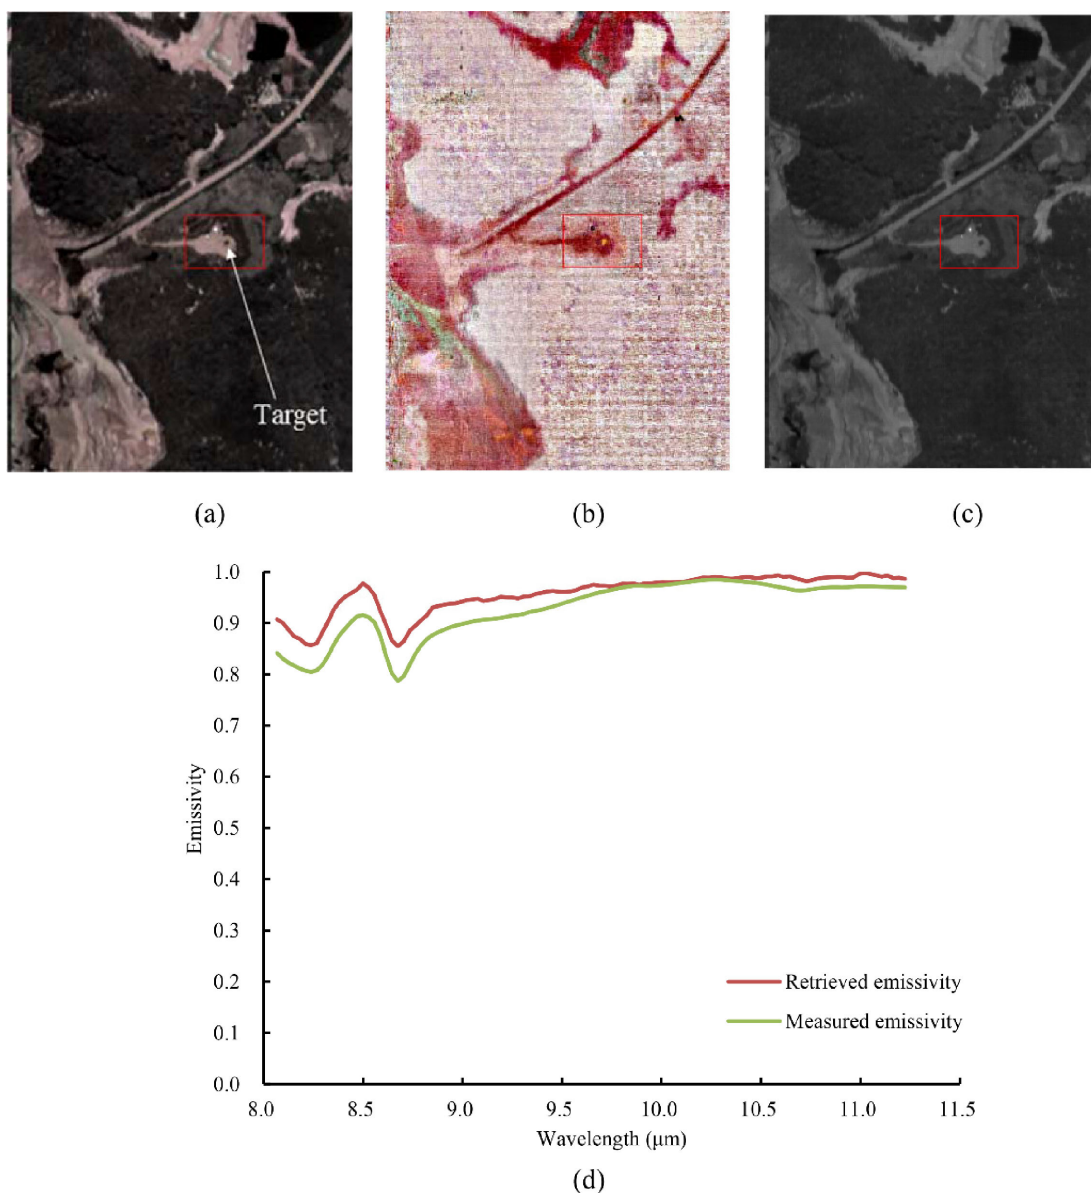 Target
(a)
(b)
(c)
1.0
0.9
0.8
0.7
0.6
0.5
0.4
0.3
0.2
0.1
0.0
Emissivity
Retrieved emissivity
Measured emissivity
8.0 8.5 9.0 9.5 10.0 10.5 11.0 11.5
Wavelength (μm)
(d)